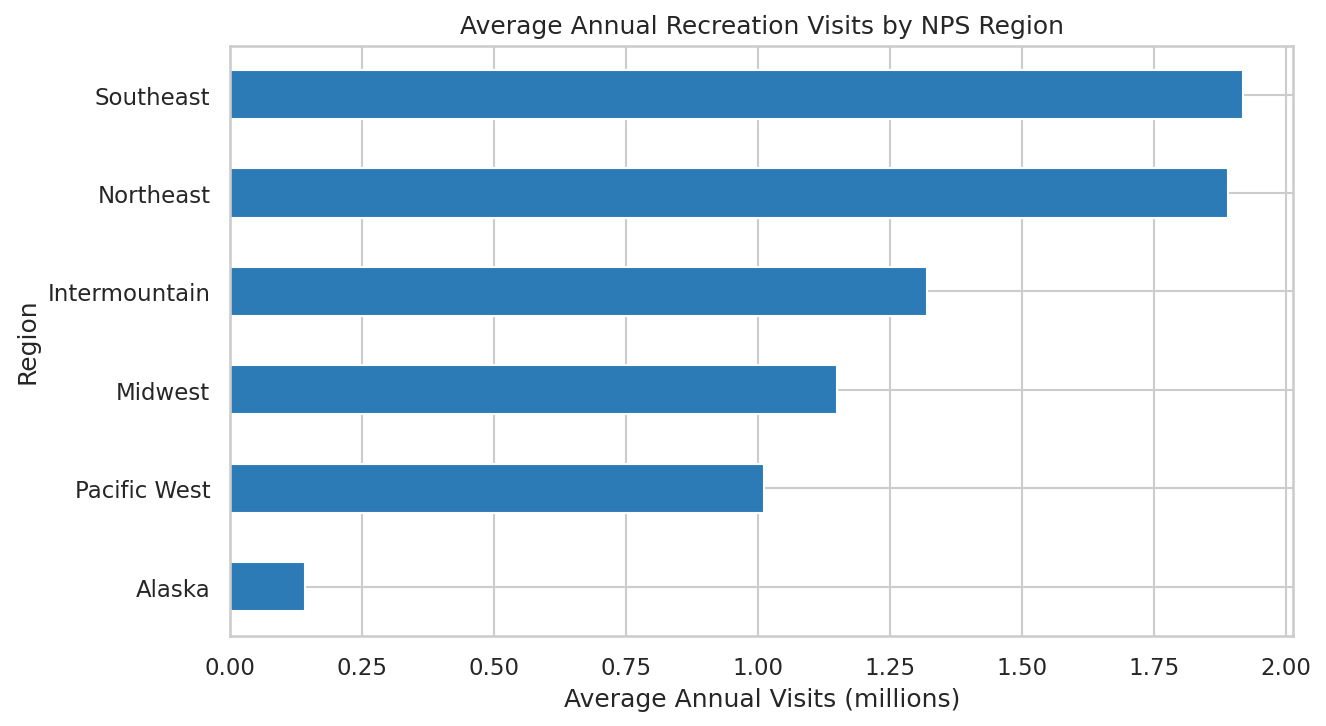 Average Annual Recreation Visits by NPS Region
Southeast
Northeast
Intermountain
Midwest
Pacific West
Alaska
Region
0.00 0.25 0.50 0.75 1.00 1.25 1.50 1.75 2.00
Average Annual Visits (millions)